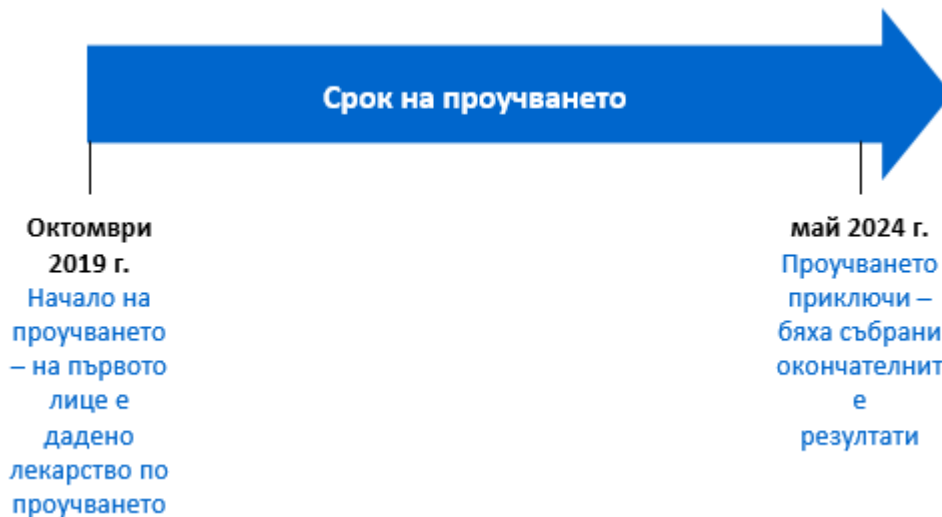 Срок на проучването
Октомври
2019 г.
Начало на
проучването
– на първото
лице е
дадено
лекарство по
проучването
май 2024 г.
Проучването
приключи –
бяха събрани
окончателнит
е
резултати